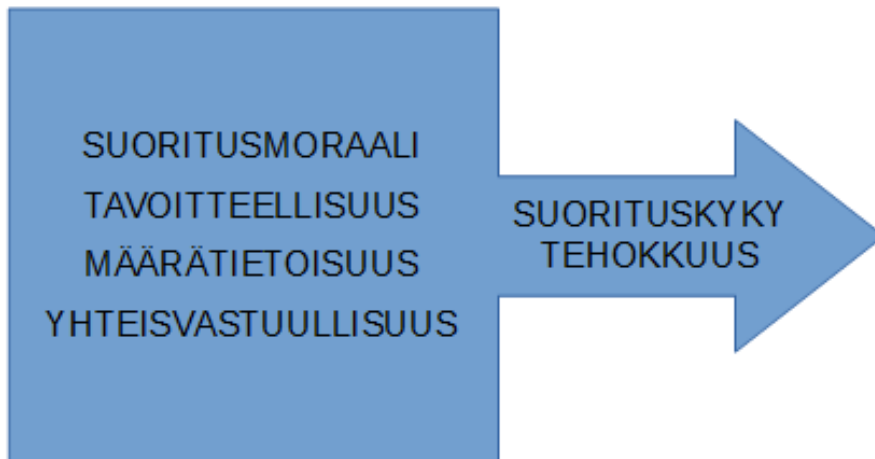 SUORITUSMORAALI
TAVOITTEELLISUUS
MÄÄRÄTIETOISUUS
YHTEISVASTUULLISUUS
SUORITUSKYKY
TEHOKKUUS